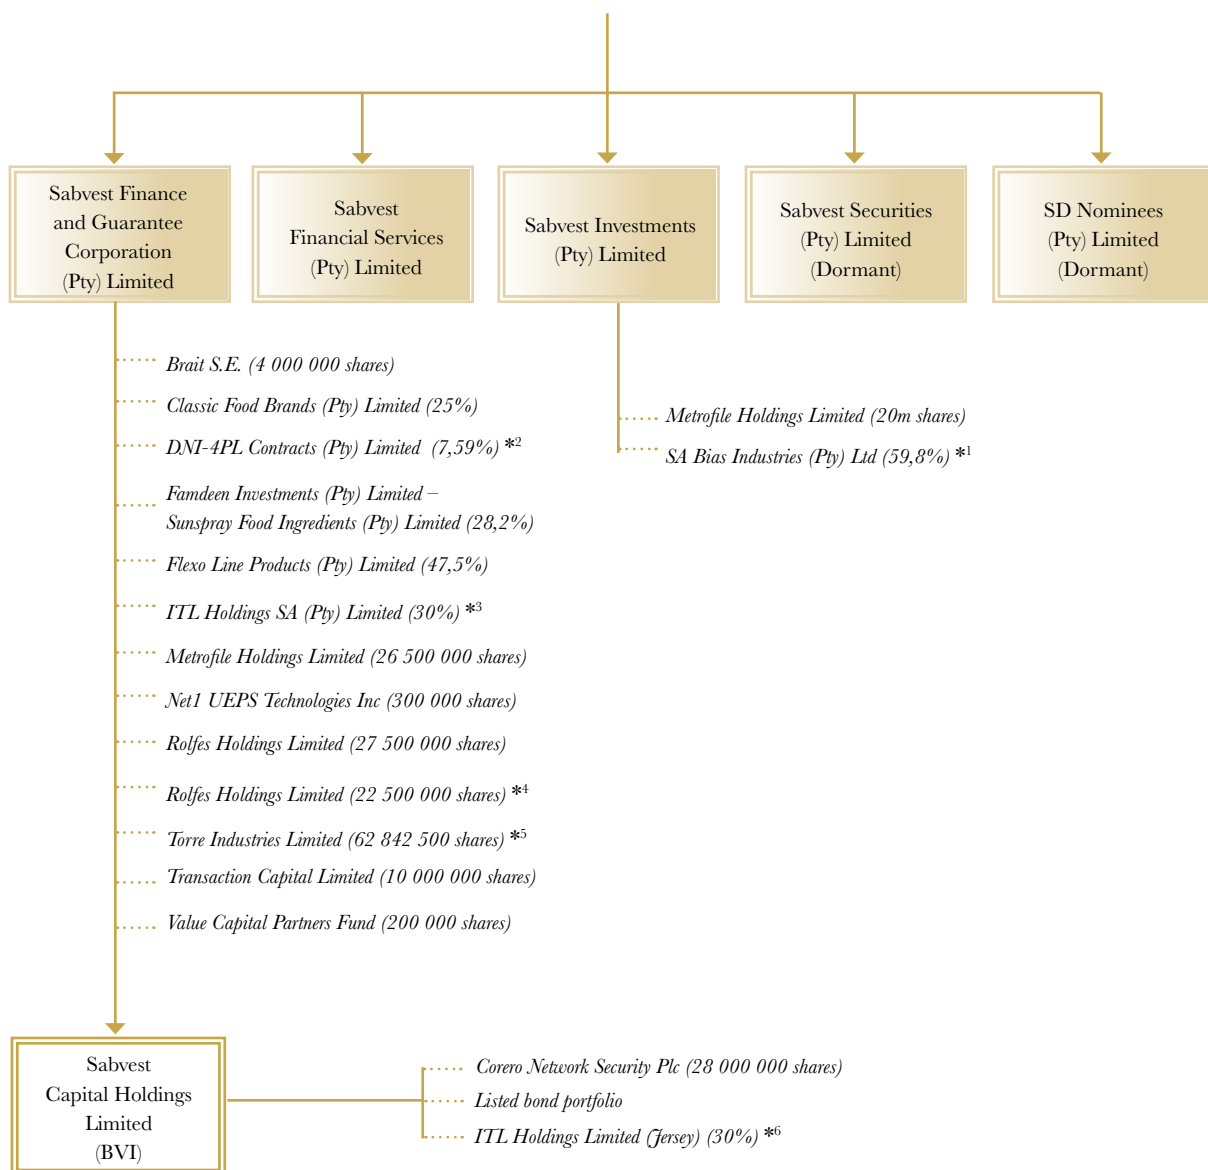 Sabvest Finance
and Guarantee
Corporation
(Pty) Limited
Sabvest
Financial Services
(Pty) Limited
Sabvest Investments
(Pty) Limited
Sabvest Securities
(Pty) Limited
(Dormant)
SD Nominees
(Pty) Limited
(Dormant)
Brait S.E. (4 000 000 shares)
Classic Food Brands (Pty) Limited (25%)
DNI-4PL Contracts (Pty) Limited (7,59%) *2
Famdeen Investments (Pty) Limited –
Sunspray Food Ingredients (Pty) Limited (28,2%)
Flexo Line Products (Pty) Limited (47,5%)
ITL Holdings SA (Pty) Limited (30%) *3
Metrofile Holdings Limited (26 500 000 shares)
Net1 UEPS Technologies Inc (300 000 shares)
Rolfes Holdings Limited (27 500 000 shares)
Rolfes Holdings Limited (22 500 000 shares) *4
Torre Industries Limited (62 842 500 shares) *5
Transaction Capital Limited (10 000 000 shares)
Value Capital Partners Fund (200 000 shares)
Metrofile Holdings Limited (20m shares)
SA Bias Industries (Pty) Ltd (59,8%) *1
Sabvest
Capital Holdings
Limited
(BVI)
Corero Network Security Plc (28 000 000 shares)
Listed bond portfolio
ITL Holdings Limited (Jersey) (30%) *6